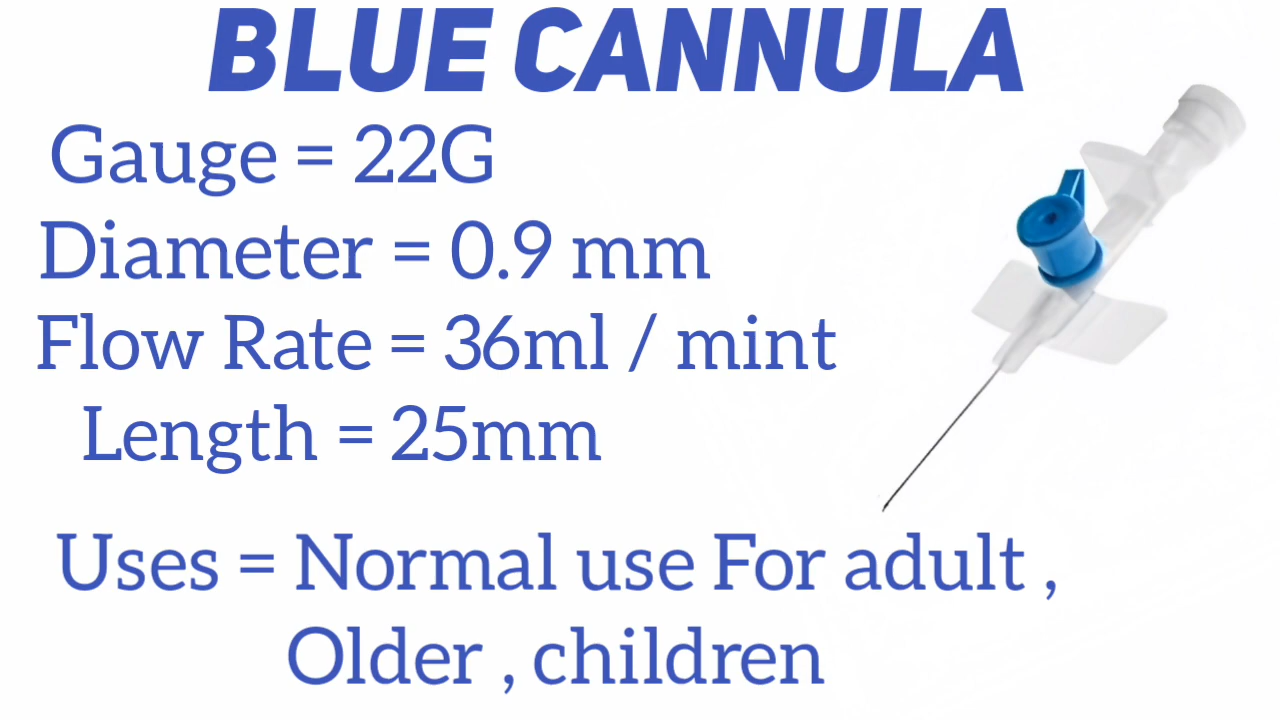 BLUE CANNULA
Gauge = 22G
Diameter = 0.9 mm
Flow Rate = 36ml / mint
Length = 25mm
Uses = Normal use For adult ,
Older , children